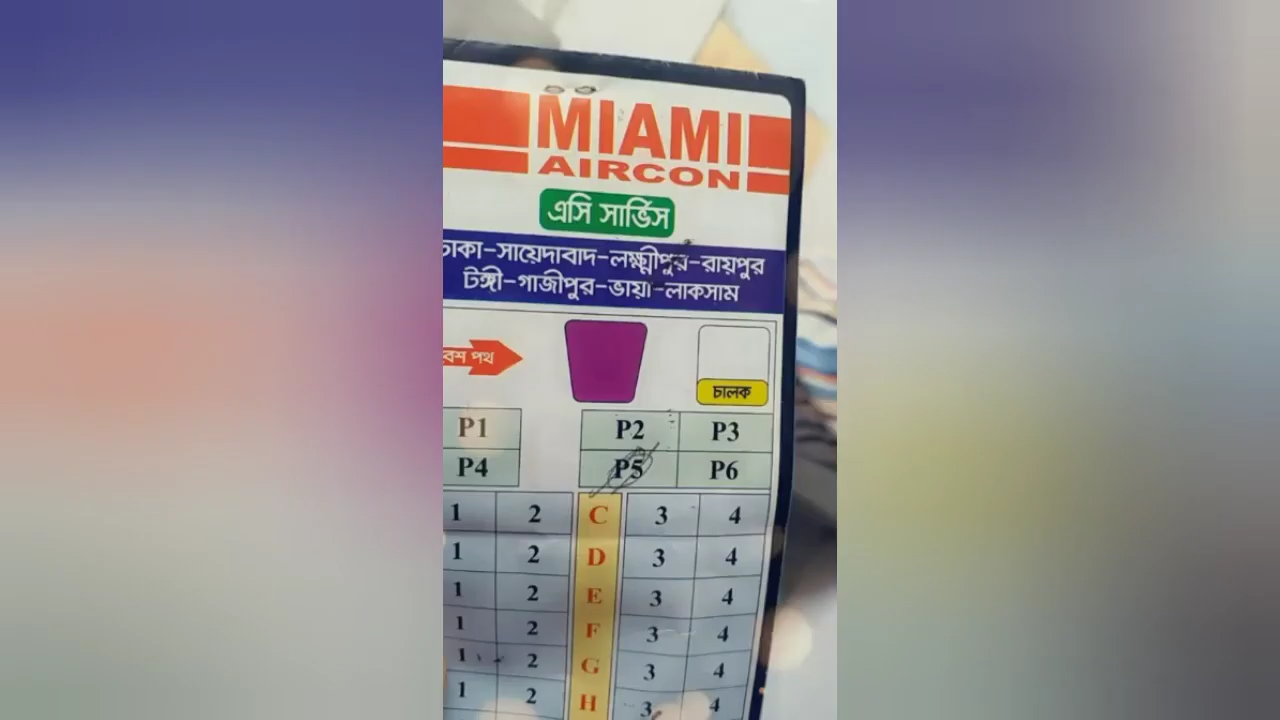 MIAMI
AIRCON
এসি সার্ভিস
ঢাকা-সায়েদাবাদ-লক্ষ্মীপুর-রায়পুর
টঙ্গী-গাজীপুর-ভায়া-লাকসাম
বেশ পথ
চালক
P1 P2 P3
P4 P5 P6
1 2 C 3 4
1 2 D 3 4
1 2 E 3 4
1 2 F 3 4
1 2 G 3 4
1 2 H 3 4